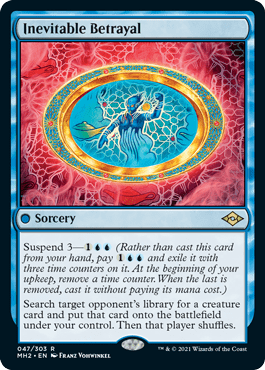 Inevitable Betrayal
Sorcery
Suspend 3—1 (Rather than cast this card
from your hand, pay 1 and exile it with
three time counters on it. At the beginning of your
upkeep, remove a time counter. When the last is
removed, cast it without paying its mana cost.)
Search target opponent's library for a creature
card and put that card onto the battlefield
under your control. Then that player shuffles.
047/303 R
MH2 • EN Franz Vohwinkel
™ & © 2021 Wizards of the Coast